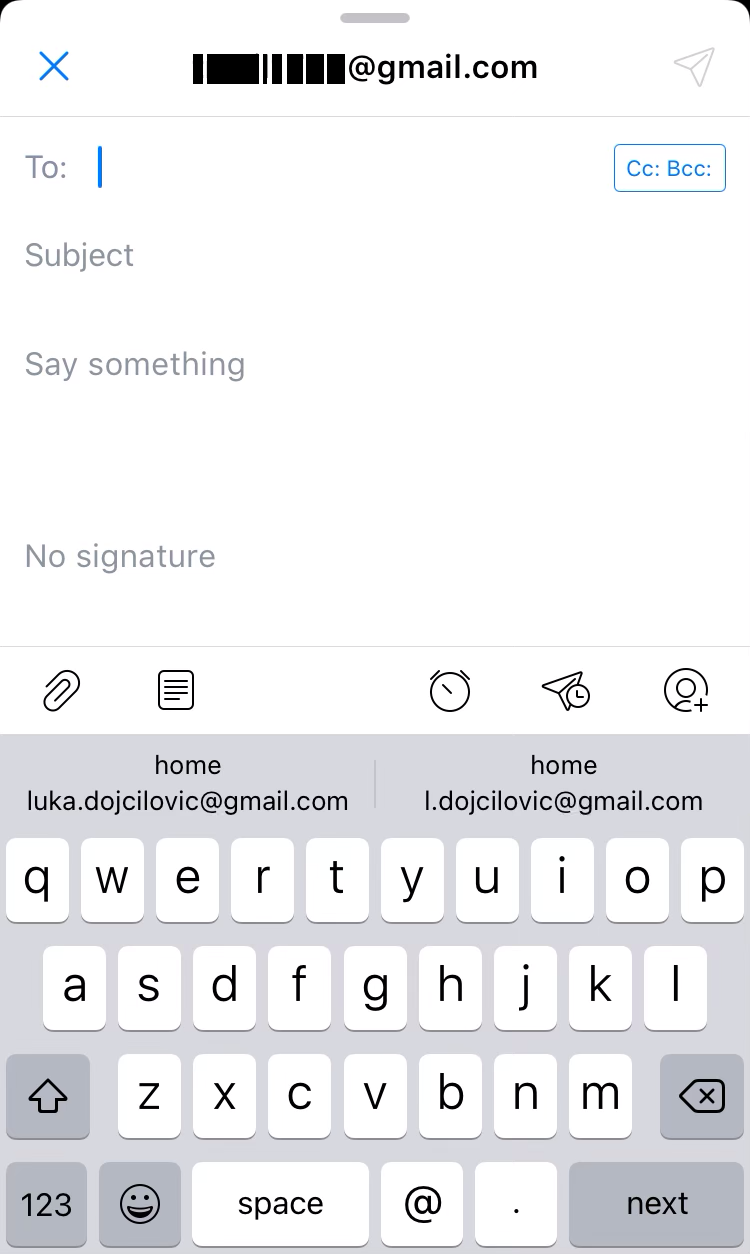 @gmail.com
To:
Cc: Bcc:
Subject
Say something
No signature
home
luka.dojcilovic@gmail.com
home
l.dojcilovic@gmail.com
q w e r t y u i o p
a s d f g h j k l
z x c v b n m
123 space @ . next